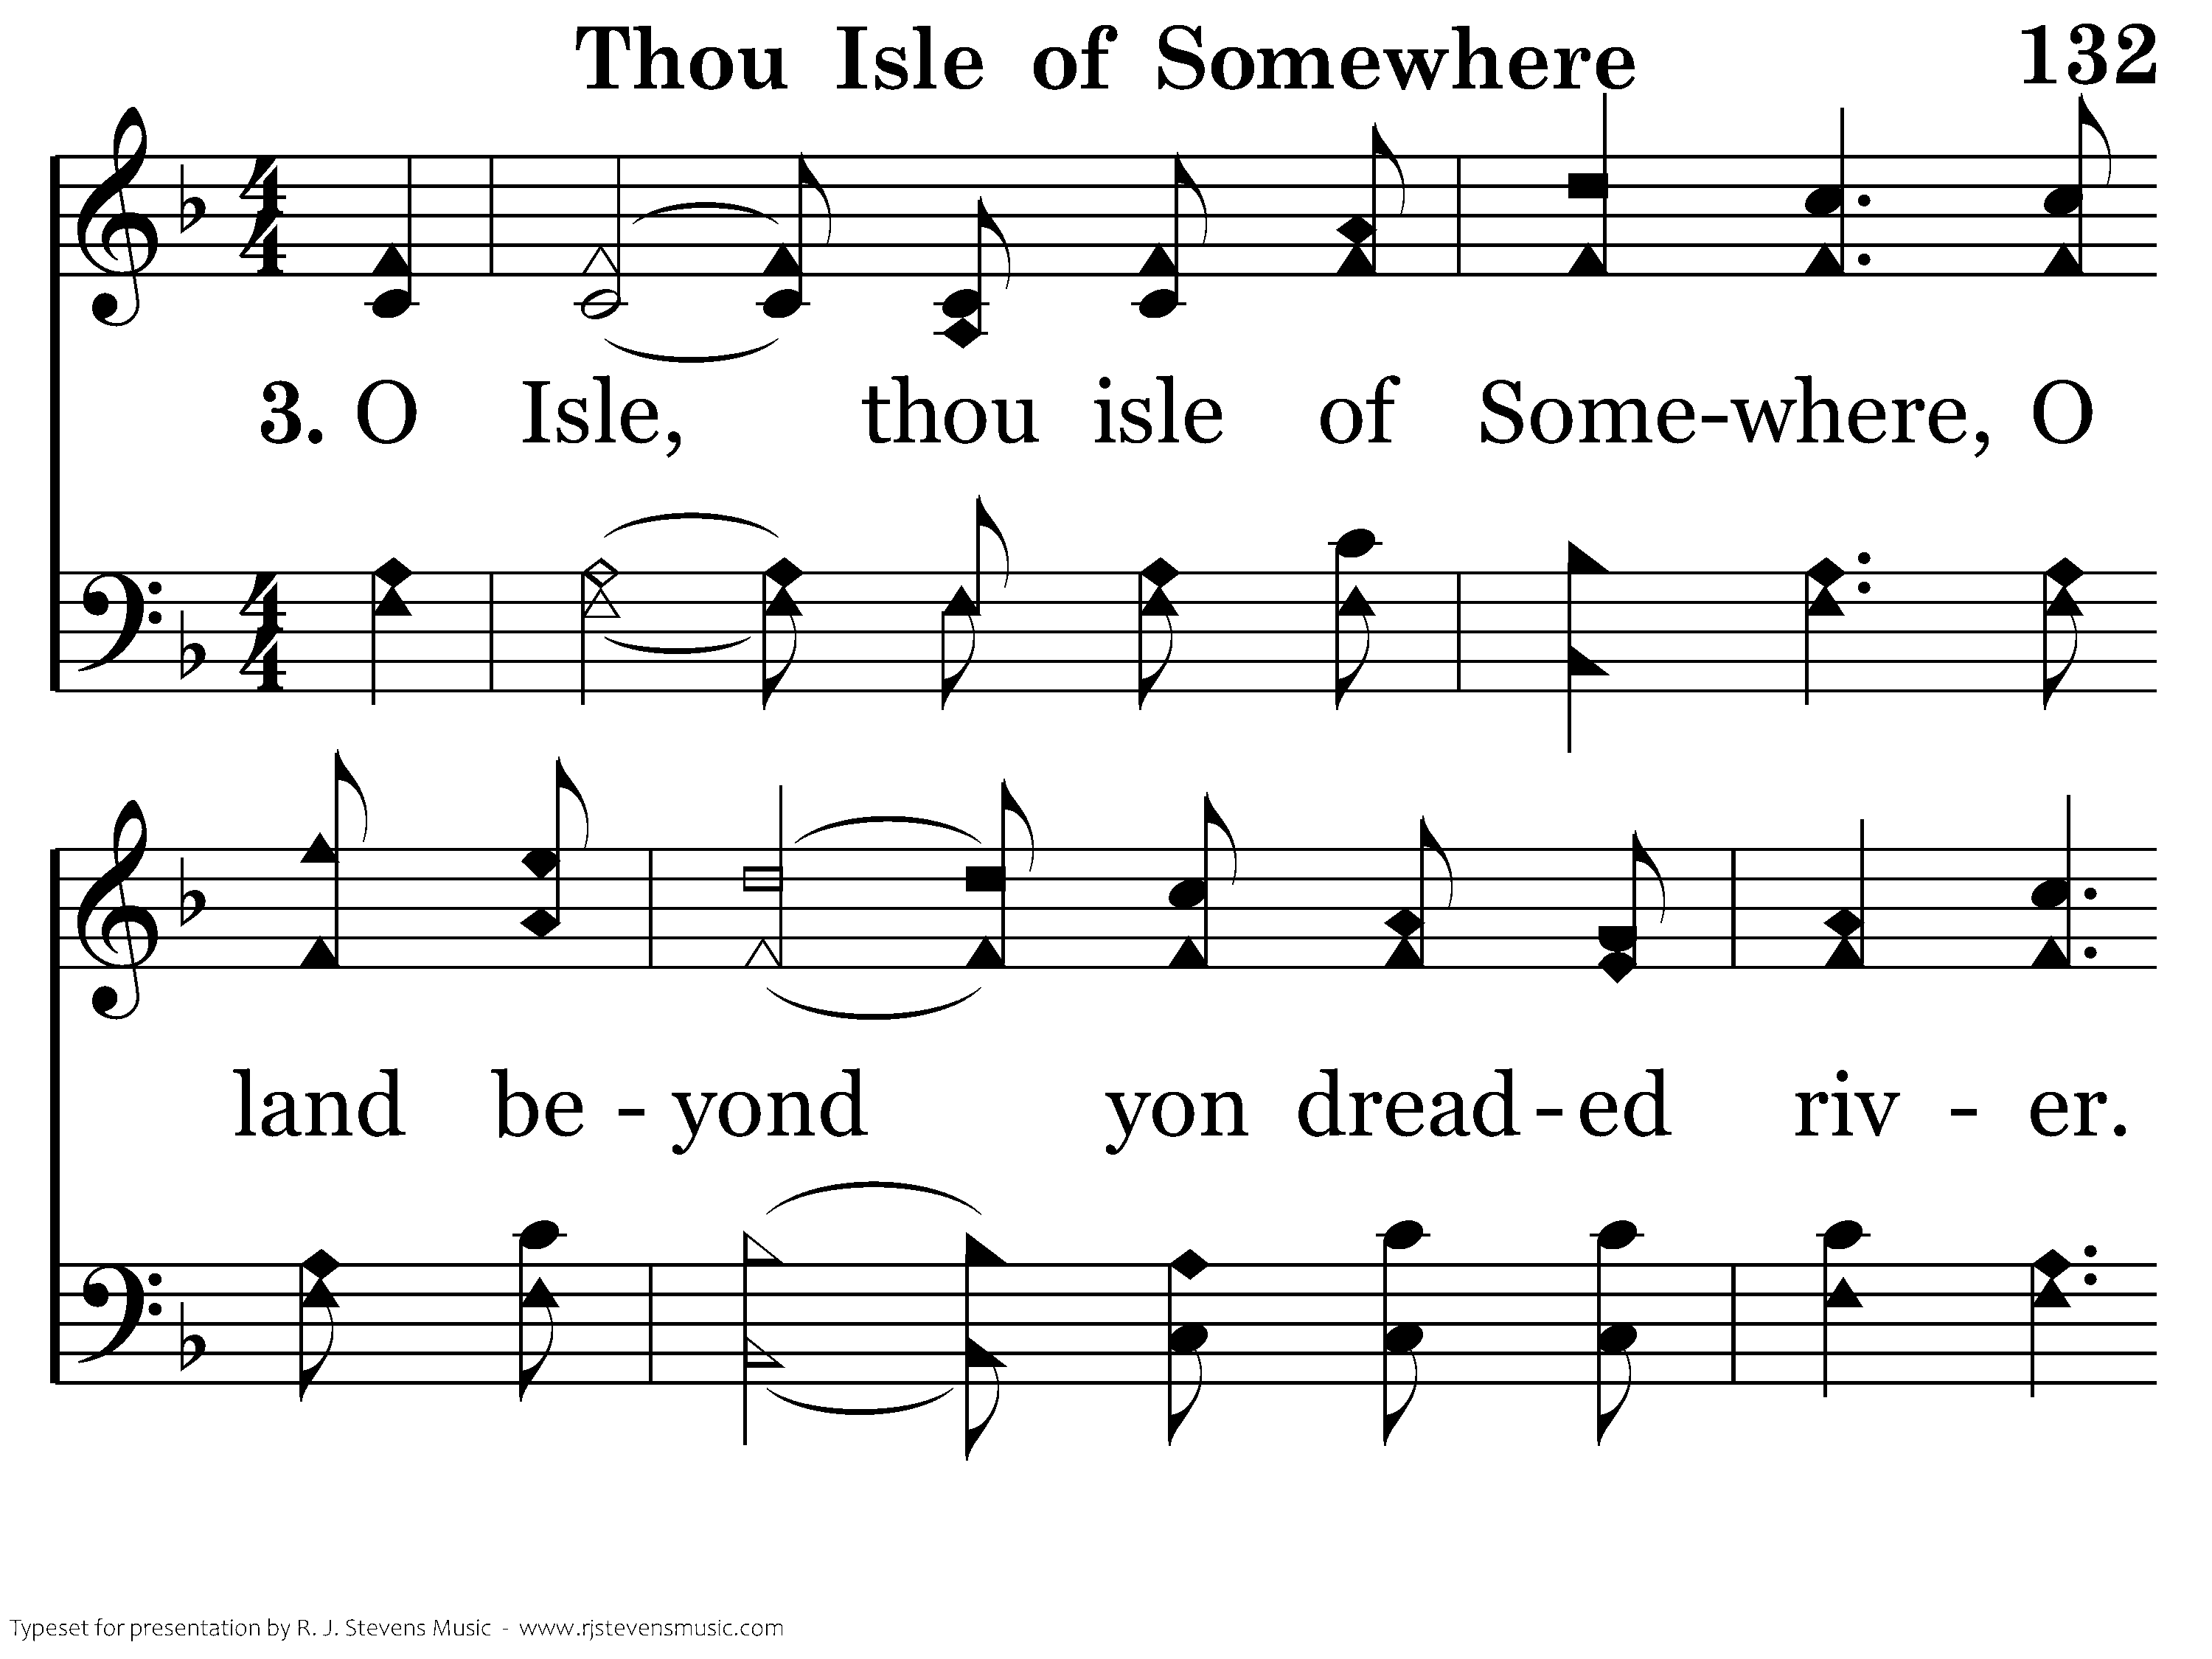 Thou Isle of Somewhere 132
3. O Isle, thou isle of Some-where, O
land be - yond yon dread - ed riv - er.
Typeset for presentation by R. J. Stevens Music - www.rjstevensmusic.com